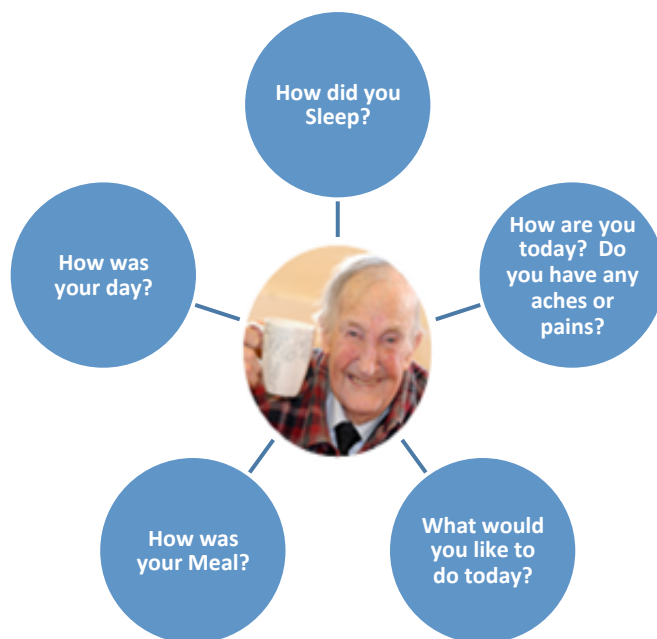 How did you
Sleep?
How are you
today? Do
you have any
aches or
pains?
What would
you like to
do today?
How was
your Meal?
How was
your day?